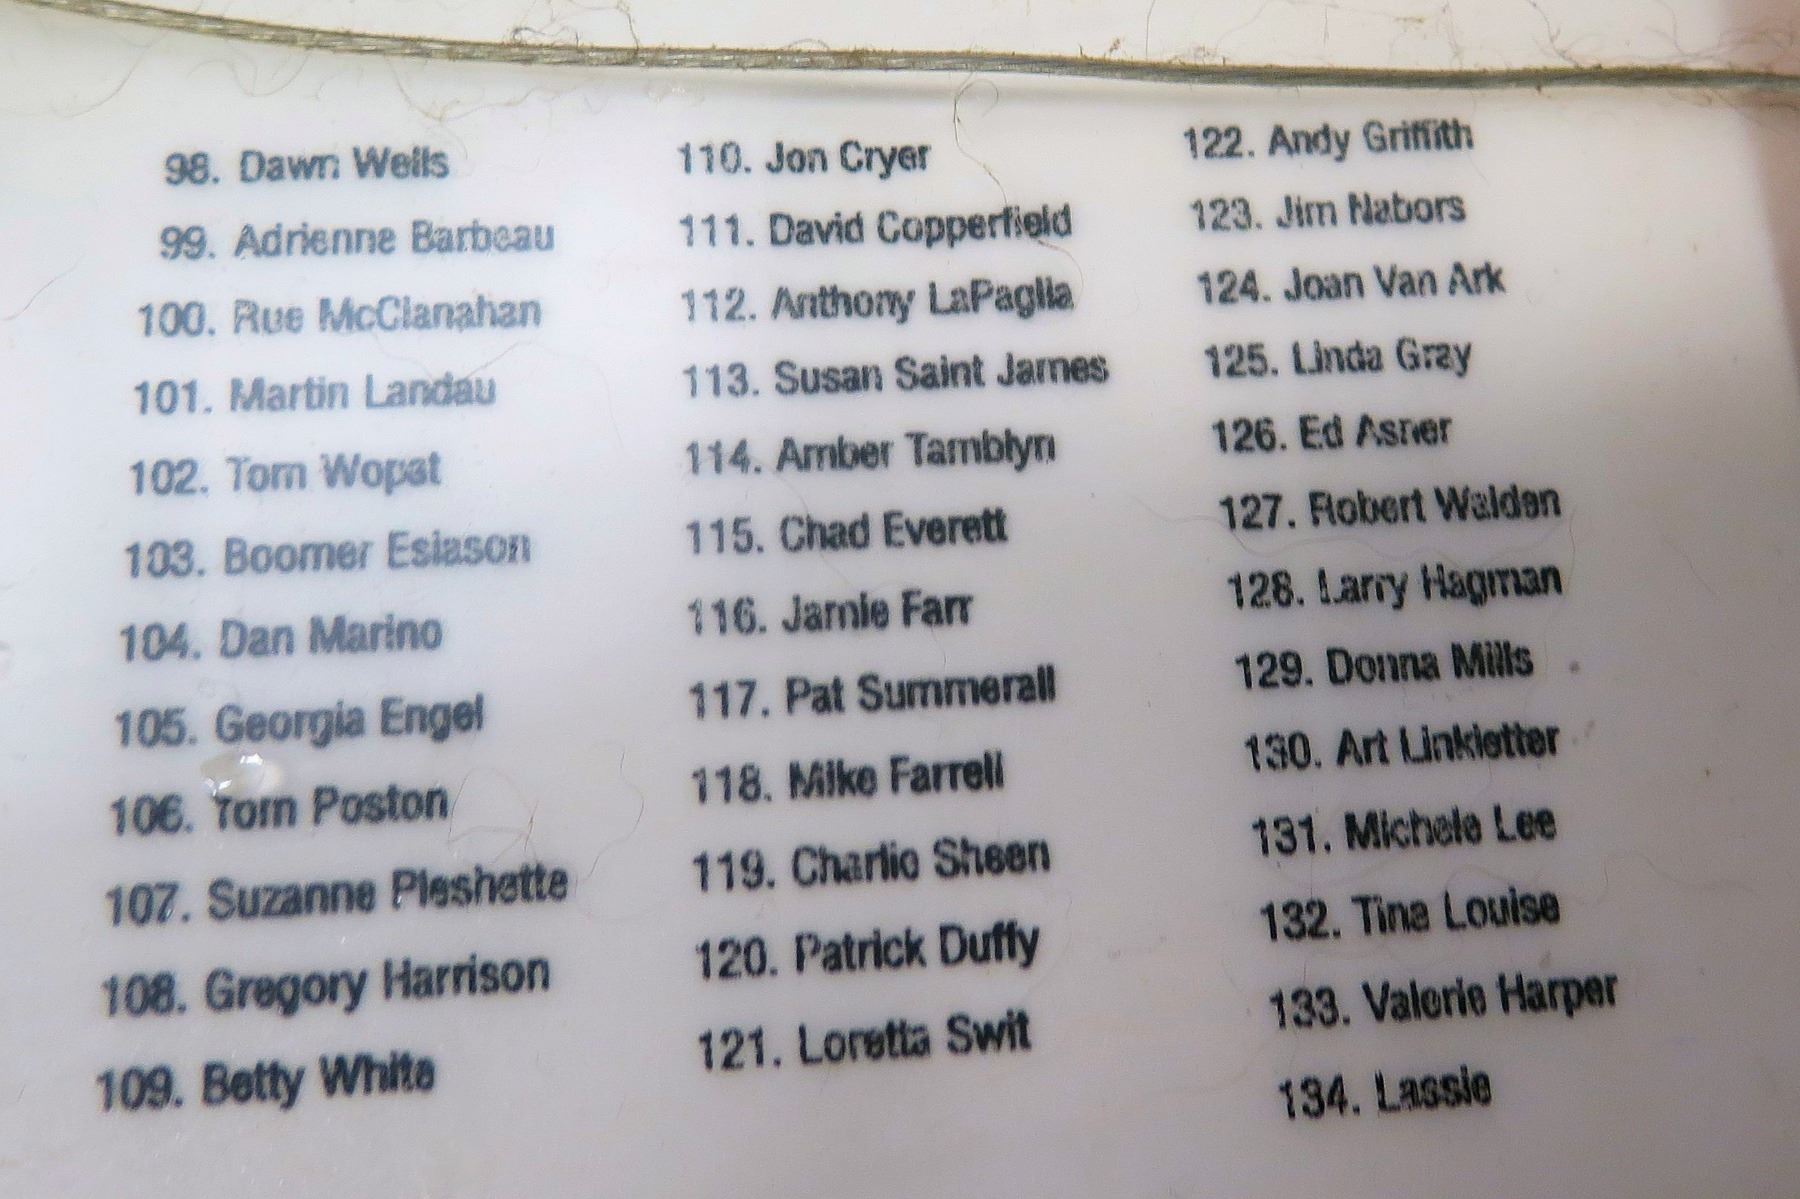 98. Dawn Wells
99. Adrienne Barbeau
100. Rue McClanahan
101. Martin Landau
102. Tom Wopat
103. Boomer Esiason
104. Dan Marino
105. Georgia Engel
106. Tom Poston
107. Suzanne Pleshette
108. Gregory Harrison
109. Betty White
110. Jon Cryer
111. David Copperfield
112. Anthony LaPaglia
113. Susan Saint James
114. Amber Tamblyn
115. Chad Everett
116. Jamie Farr
117. Pat Summerall
118. Mike Farrell
119. Charlie Sheen
120. Patrick Duffy
121. Loretta Swit
122. Andy Griffith
123. Jim Nabors
124. Joan Van Ark
125. Linda Gray
126. Ed Asner
127. Robert Walden
128. Larry Hagman
129. Donna Mills
130. Art Linkletter
131. Michele Lee
132. Tina Louise
133. Valerie Harper
134. Lassie